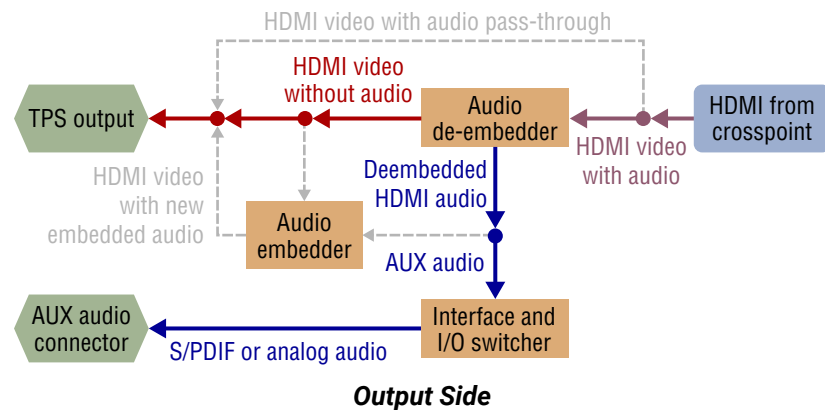 HDMI video with audio pass-through
TPS output
HDMI video
without audio
Audio
de-embedder
HDMI from
crosspoint
HDMI video
with audio
HDMI video
with new
embedded audio
Deembedded
HDMI audio
Audio
embedder
AUX audio
AUX audio
connector
S/PDIF or analog audio
Interface and
I/O switcher
Output Side